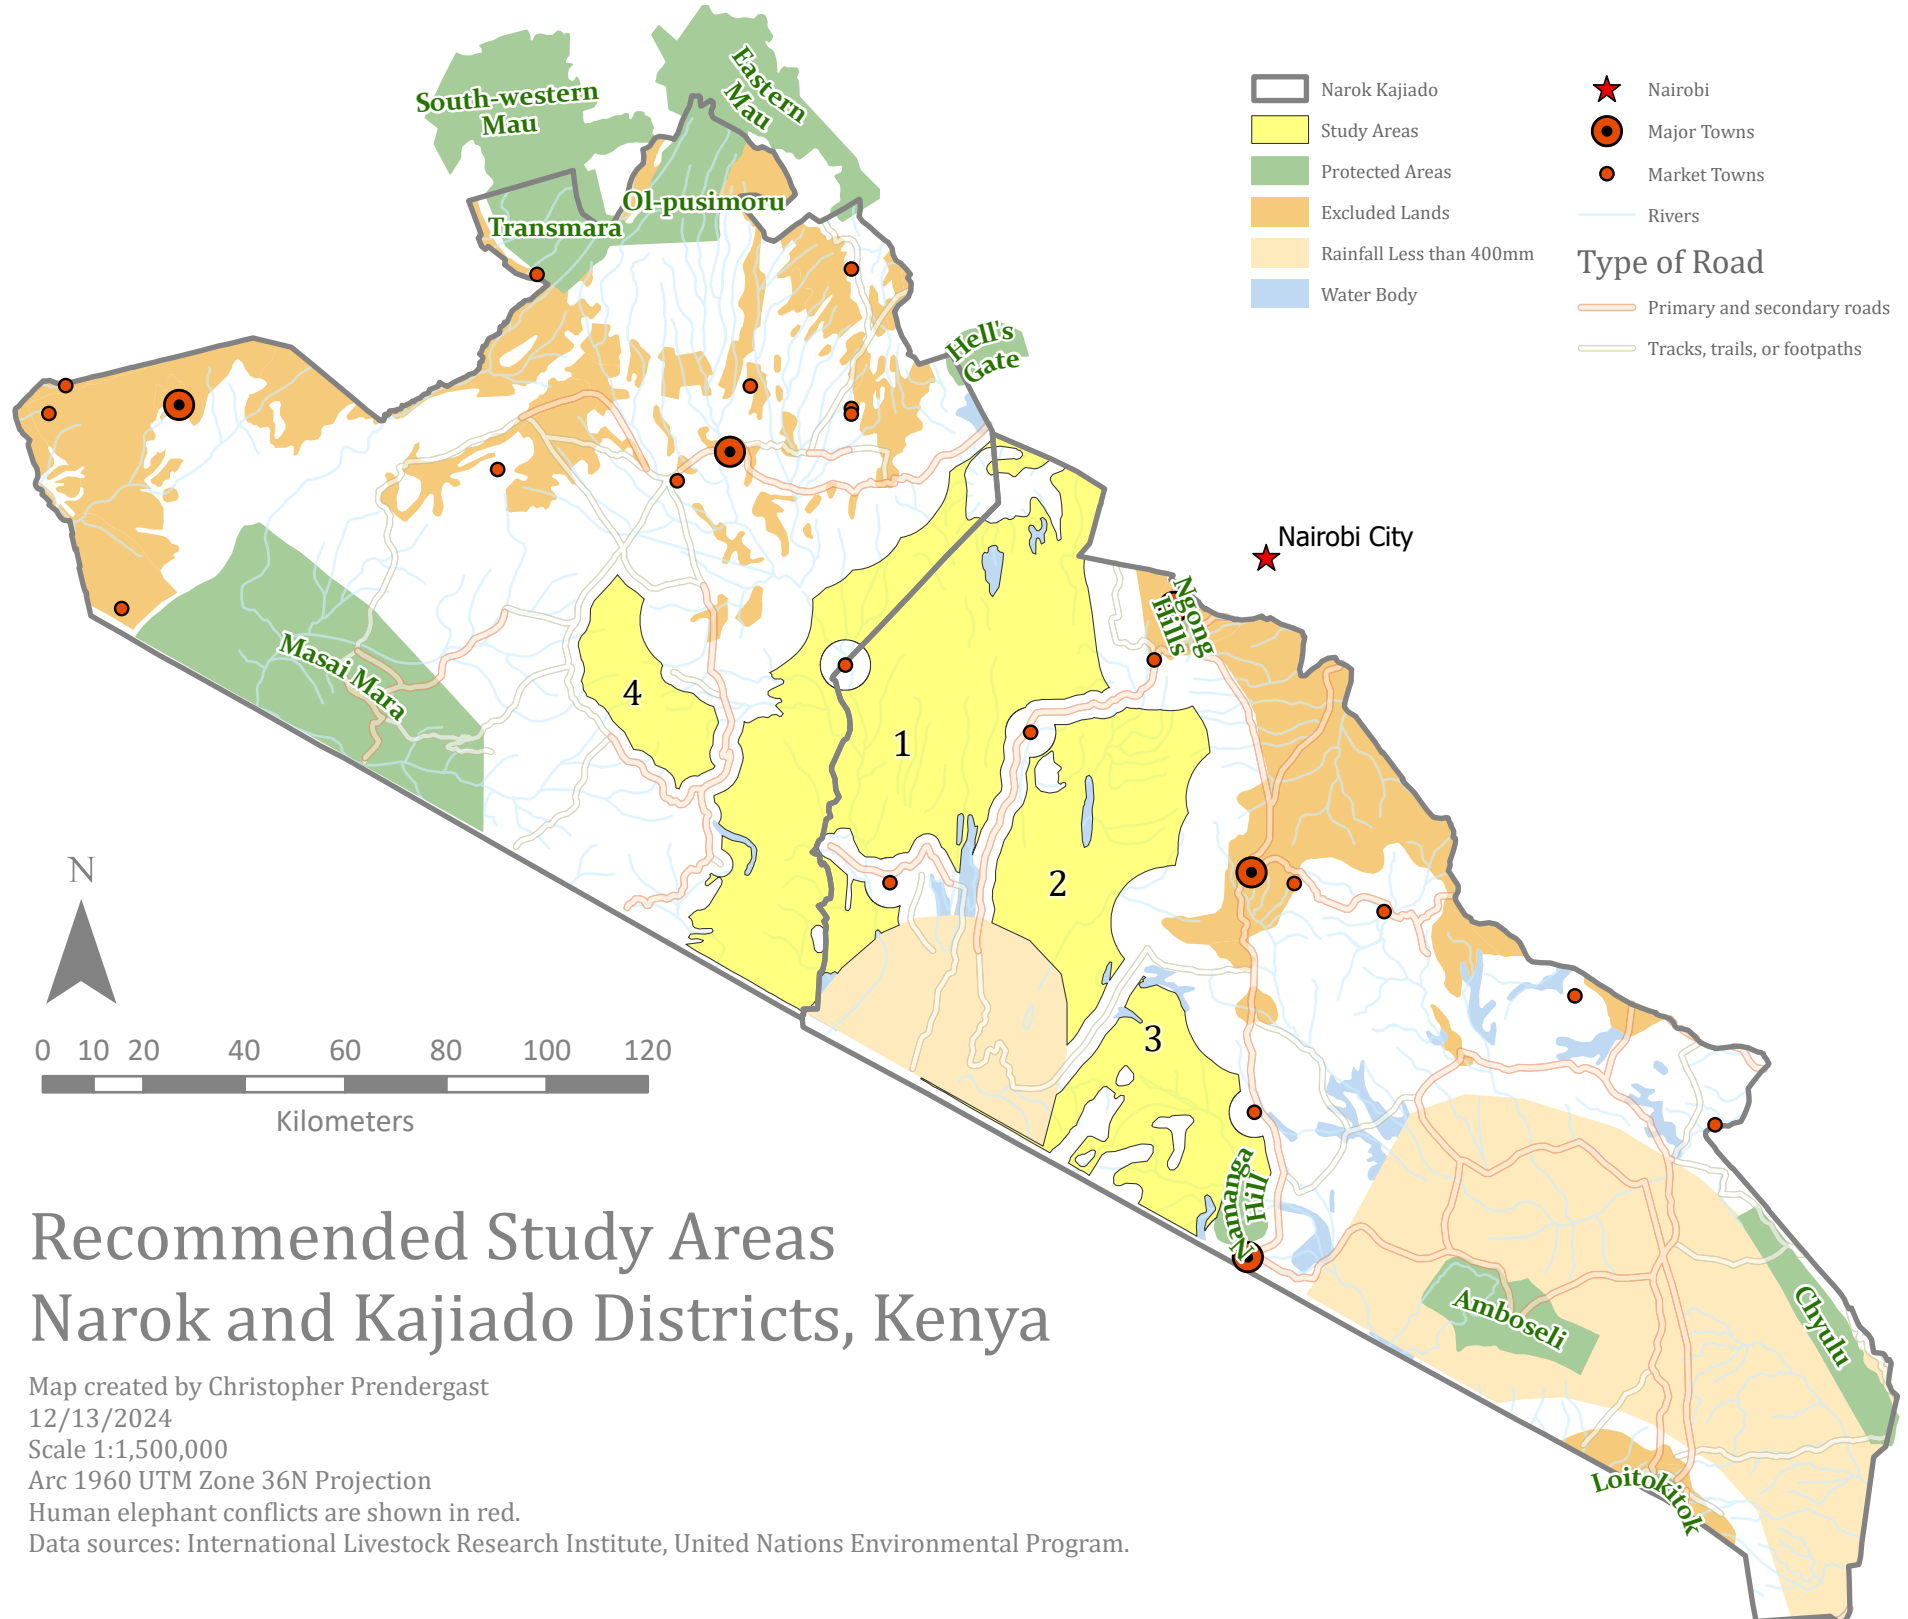 South-western
Mau
Eastern
Mau
Ol-pusimoru
Transmara
Hell's
Gate
Narok Kajiado
Study Areas
Protected Areas
Excluded Lands
Rainfall Less than 400mm
Water Body
Nairobi
Major Towns
Market Towns
Rivers
Type of Road
Primary and secondary roads
Tracks, trails, or footpaths
Nairobi City
Ngong
Hills
Masai Mara
4
1
2
3
N
0 10 20 40 60 80 100 120
Kilometers
Namanga
Hill
Amboseli
Chyulu
Loitokitok
Recommended Study Areas
Narok and Kajiado Districts, Kenya
Map created by Christopher Prendergast
12/13/2024
Scale 1:1,500,000
Arc 1960 UTM Zone 36N Projection
Human elephant conflicts are shown in red.
Data sources: International Livestock Research Institute, United Nations Environmental Program.